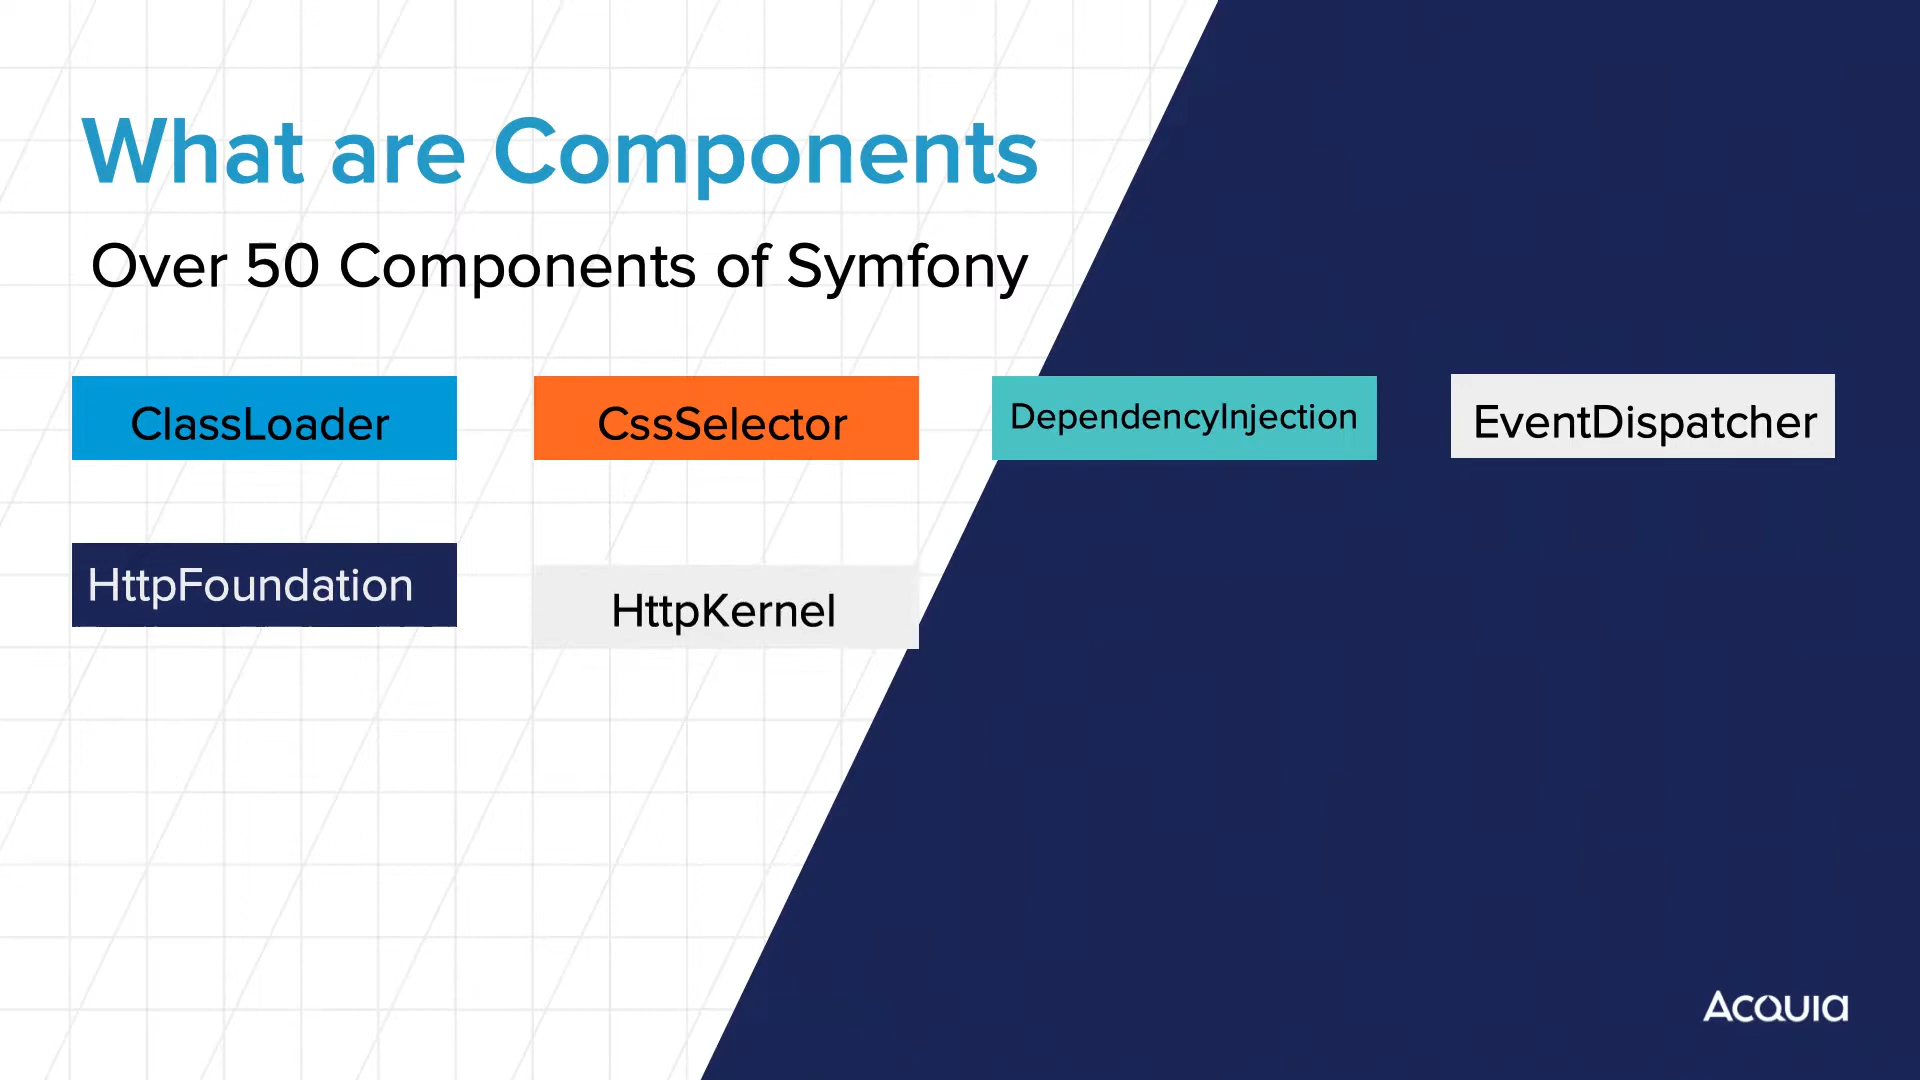 What are Components
Over 50 Components of Symfony
ClassLoader
CssSelector
DependencyInjection
EventDispatcher
HttpFoundation
HttpKernel
Acquia